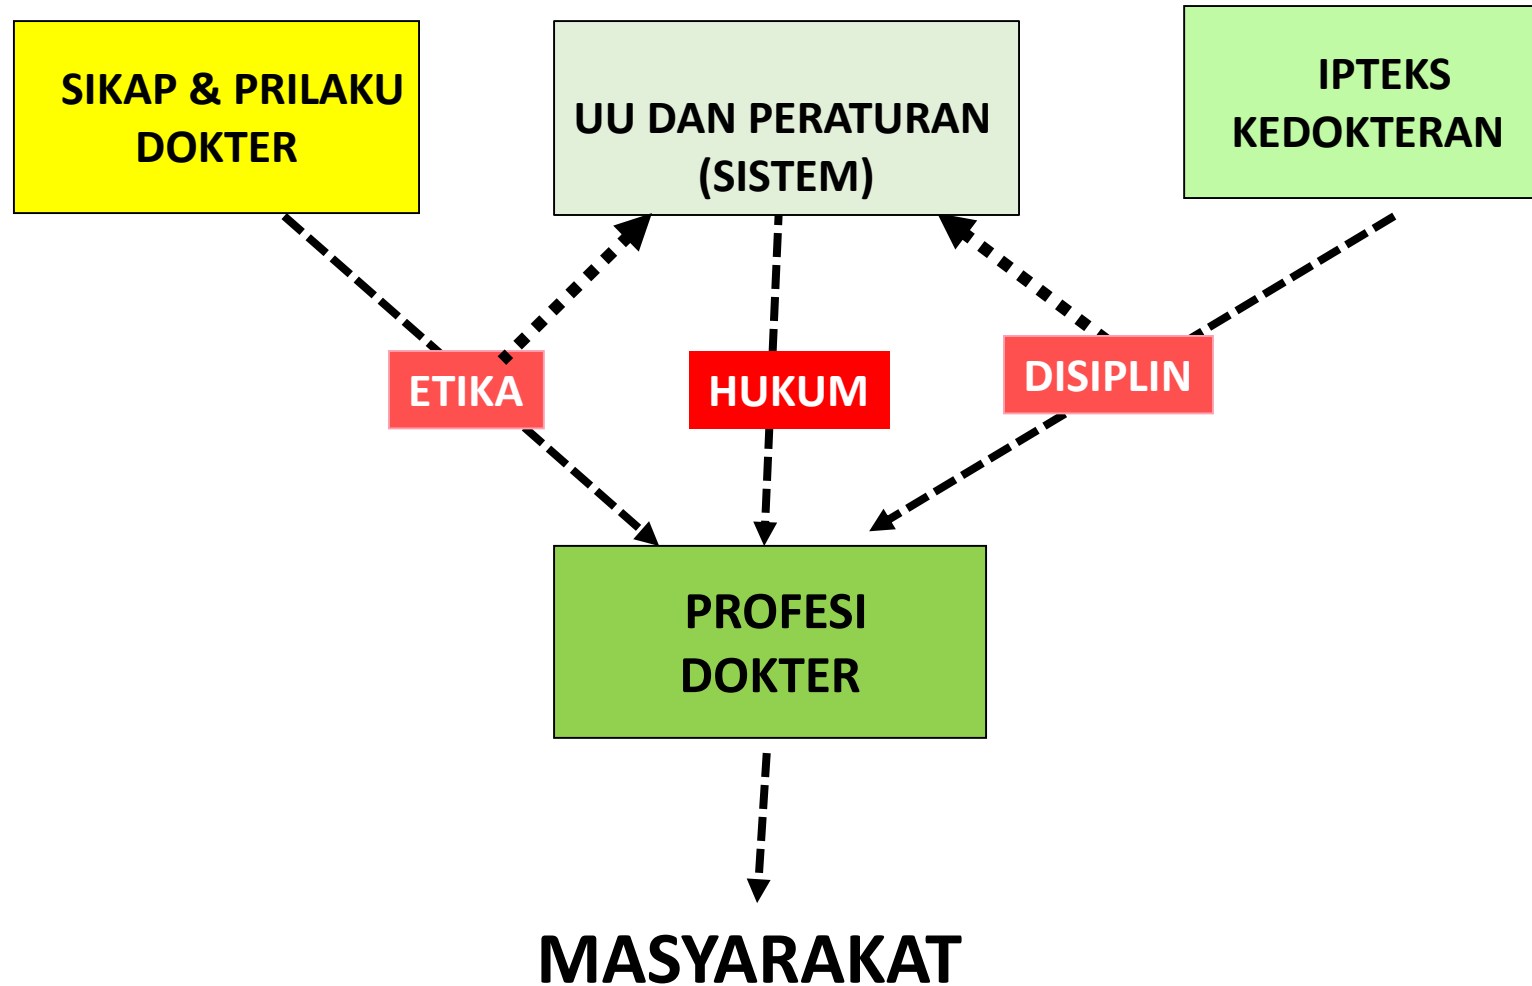 SIKAP & PRILAKU
DOKTER
UU DAN PERATURAN
(SISTEM)
IPTEKS
KEDOKTERAN
ETIKA
HUKUM
DISIPLIN
PROFESI
DOKTER
MASYARAKAT